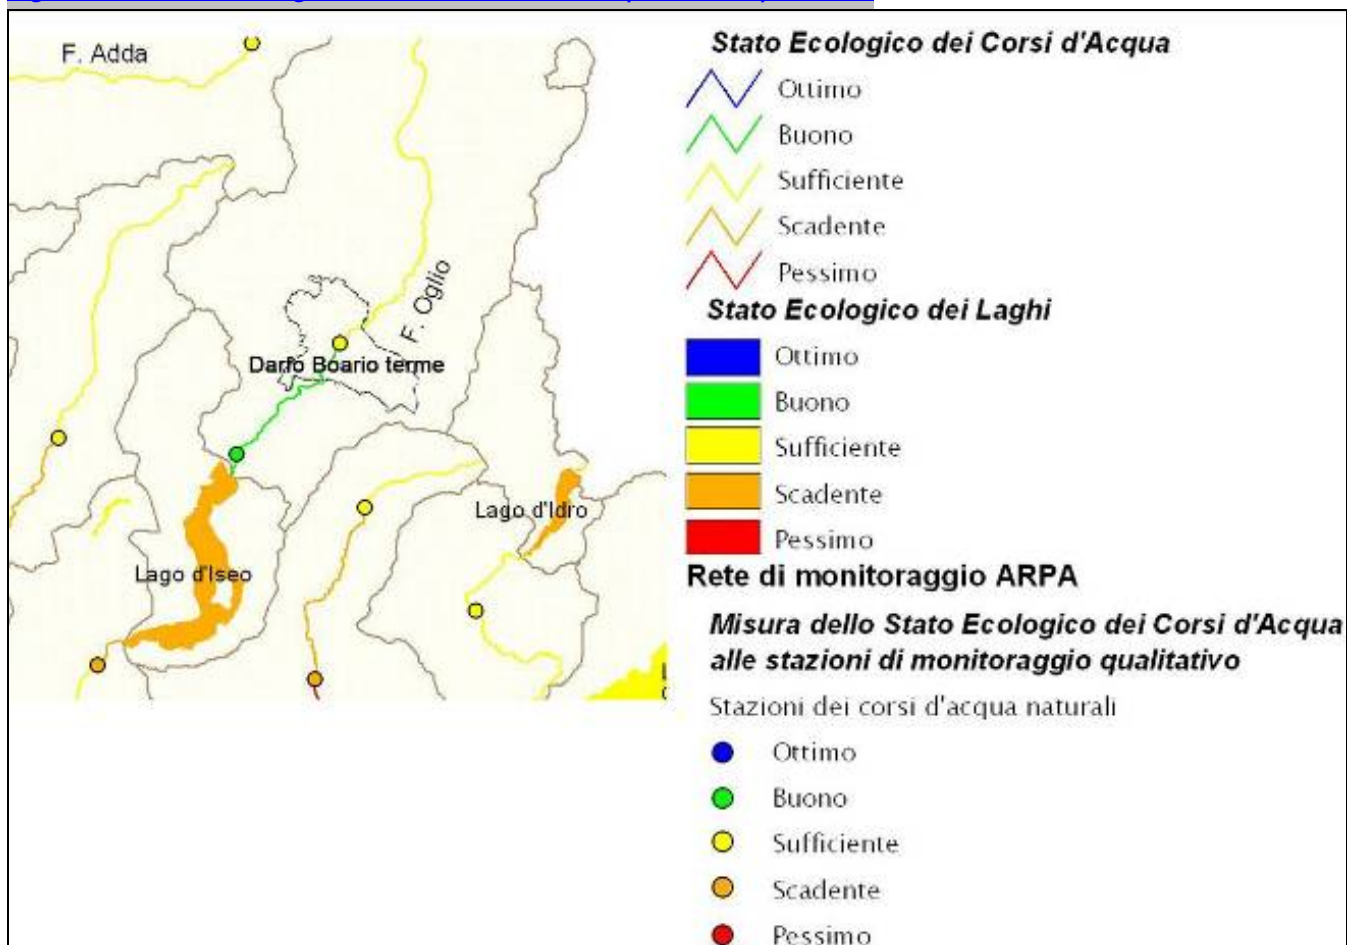 F. Adda
F. Oglio
Darfo Boario terme
Lago d'Idro
Lago d'Iseo
Stato Ecologico dei Corsi d'Acqua
Ottimo
Buono
Sufficiente
Scadente
Pessimo
Stato Ecologico dei Laghi
Ottimo
Buono
Sufficiente
Scadente
Pessimo
Rete di monitoraggio ARPA
Misura dello Stato Ecologico dei Corsi d'Acqua
alle stazioni di monitoraggio qualitativo
Stazioni dei corsi d'acqua naturali
Ottimo
Buono
Sufficiente
Scadente
Pessimo